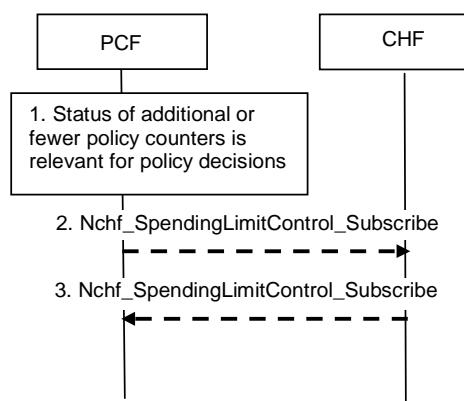 PCF
CHF
1. Status of additional or
fewer policy counters is
relevant for policy decisions
2. Nchf_SpendingLimitControl_Subscribe
3. Nchf_SpendingLimitControl_Subscribe